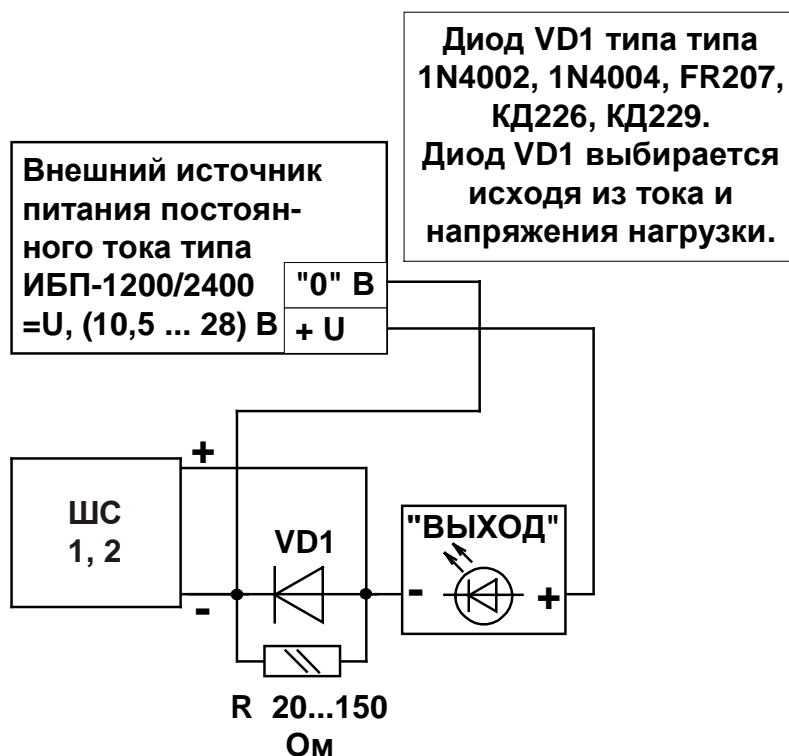 Диод VD1 типа типа
1N4002, 1N4004, FR207,
КД226, КД229.
Диод VD1 выбирается
исходя из тока и
напряжения нагрузки.
Внешний источник
питания постоян-
ного тока типа
ИБП-1200/2400
=U, (10,5 ... 28) В
"0" В
+ U
+
ШС
1, 2
-
VD1
"ВЫХОД"
-
+
R 20...150
Ом